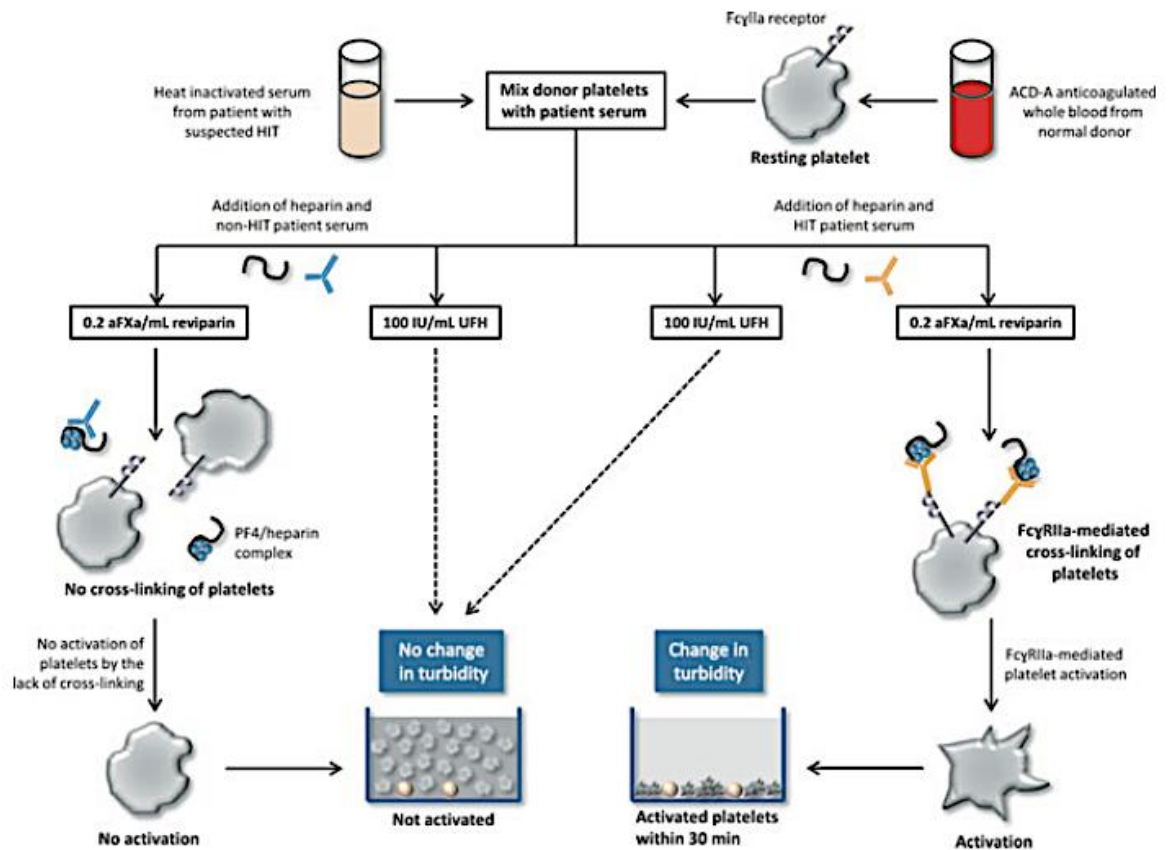 FcyIIa receptor
Heat inactivated serum
from patient with
suspected HIT
Mix donor platelets
with patient serum
ACD-A anticoagulated
whole blood from
normal donor
Resting platelet
Addition of heparin and
non-HIT patient serum
Addition of heparin and
HIT patient serum
0.2 aFXa/mL reviparin
100 IU/mL UFH
100 IU/mL UFH
0.2 aFXa/mL reviparin
PF4/heparin
complex
No cross-linking of platelets
FcyRIIa-mediated
cross-linking of
platelets
No activation of
platelets by the
lack of cross-linking
No change
in turbidity
Change in
turbidity
FcyRIIa-mediated
platelet activation
No activation
Not activated
Activated platelets
within 30 min
Activation